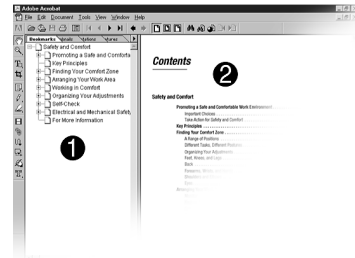 Adobe Acrobat
File Edit Document Tools View Window Help
Bookmarks
Safety and Comfort
Promoting a Safe and Comforta
Key Principles
Finding Your Comfort Zone
Arranging Your Work Area
Working in Comfort
Organizing Your Adjustments
Self-Check
Electrical and Mechanical Safety
For More Information
1
Contents
2
Safety and Comfort
Promoting a Safe and Comfortable Work Environment
Important Choices
Take Action for Safety and Comfort
Key Principles
Finding Your Comfort Zone
A Range of Positions
Different Tasks, Different Positions
Organizing Your Adjustments
Feet, Knees, and Legs
Back